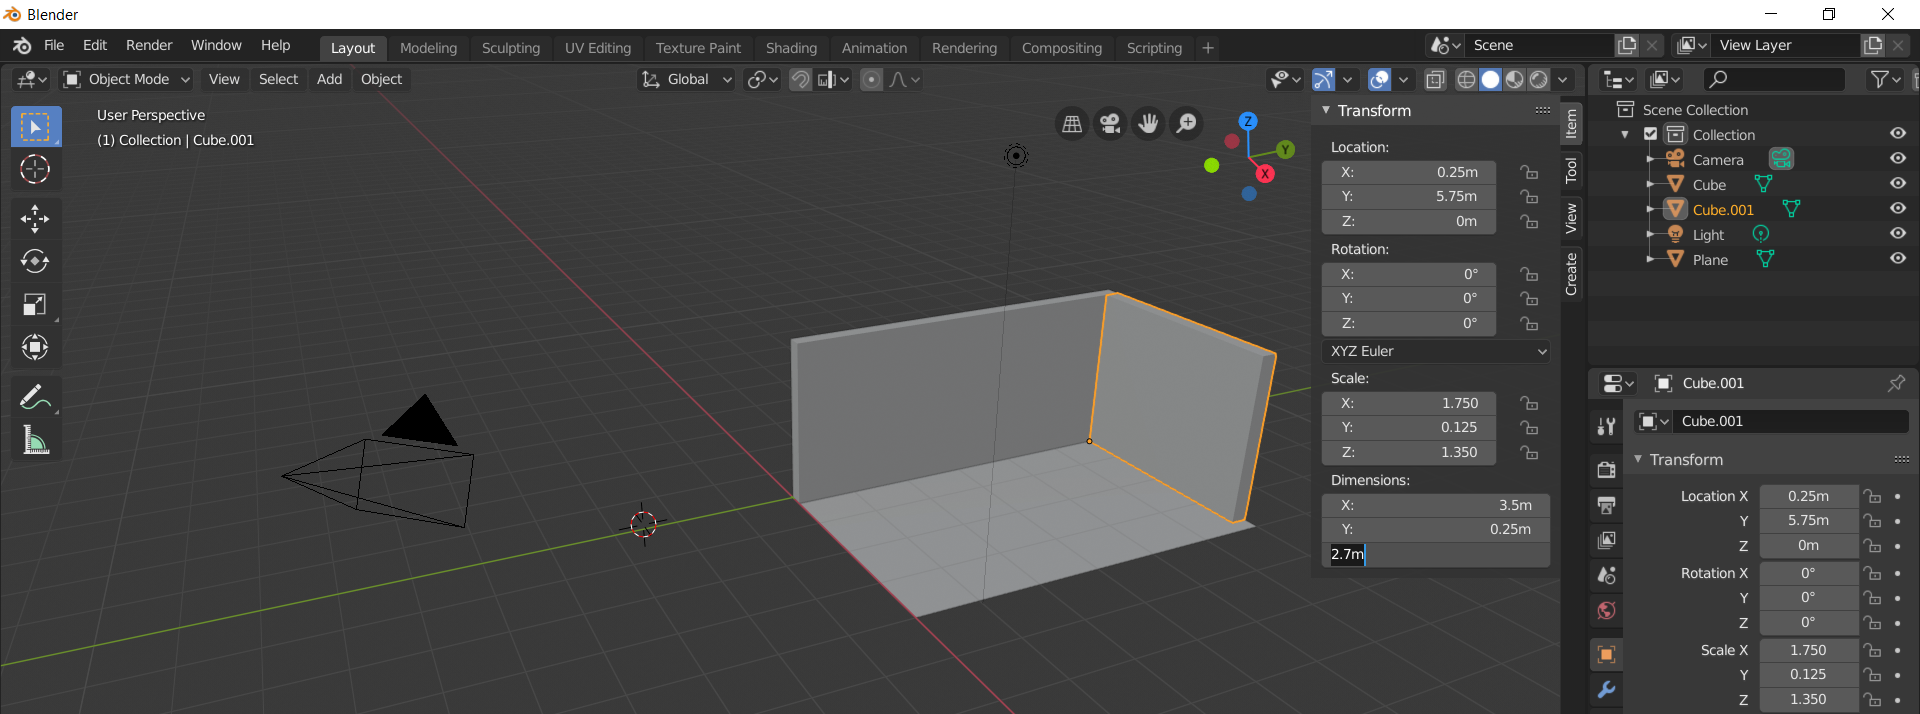 Blender
File Edit Render Window Help Layout Modeling Sculpting UV Editing Texture Paint Shading Animation Rendering Compositing Scripting + Scene View Layer
Object Mode View Select Add Object Global
User Perspective
(1) Collection | Cube.001
Z
Y
X
Transform
Location:
X: 0.25m
Y: 5.75m
Z: 0m
Rotation:
X: 0°
Y: 0°
Z: 0°
XYZ Euler
Scale:
X: 1.750
Y: 0.125
Z: 1.350
Dimensions:
X: 3.5m
Y: 0.25m
2.7m
Item
Tool
View
Create
Scene Collection
Collection
Camera
Cube
Cube.001
Light
Plane
Cube.001
Cube.001
Transform
Location X 0.25m
Y 5.75m
Z 0m
Rotation X 0°
Y 0°
Z 0°
Scale X 1.750
Y 0.125
Z 1.350